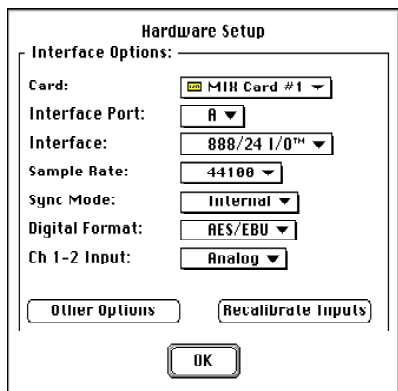 Hardware Setup
Interface Options:
Card: MIX Card #1
Interface Port: A
Interface: 888/24 I/O™
Sample Rate: 44100
Sync Mode: Internal
Digital Format: AES/EBU
Ch 1-2 Input: Analog
Other Options Recalibrate Inputs
OK